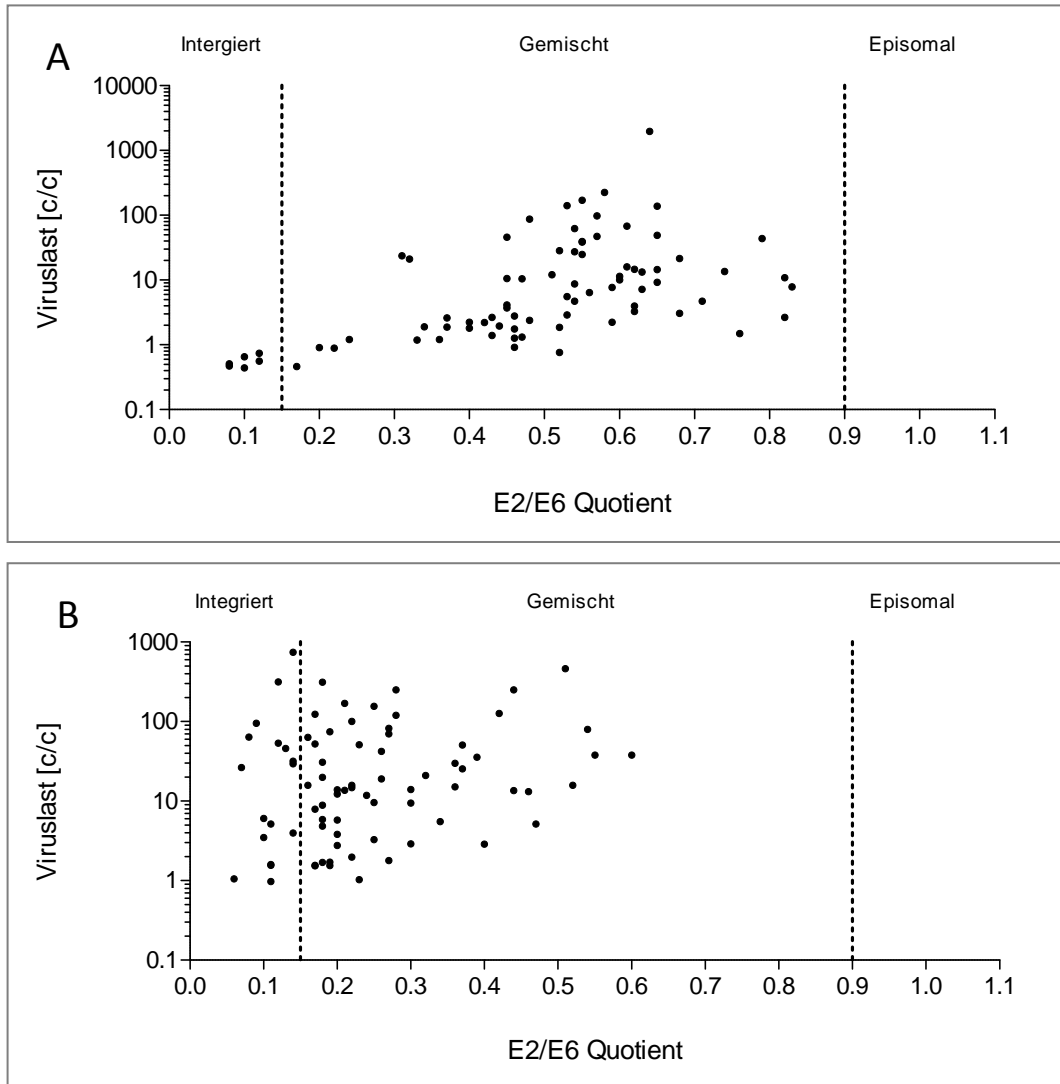 A
Intergiert Gemischt Episomal
10000
1000
100
10
1
0.1
Viruslast [c/c]
0.0 0.1 0.2 0.3 0.4 0.5 0.6 0.7 0.8 0.9 1.0 1.1
E2/E6 Quotient
B
Integriert Gemischt Episomal
1000
100
10
1
0.1
Viruslast [c/c]
0.0 0.1 0.2 0.3 0.4 0.5 0.6 0.7 0.8 0.9 1.0 1.1
E2/E6 Quotient